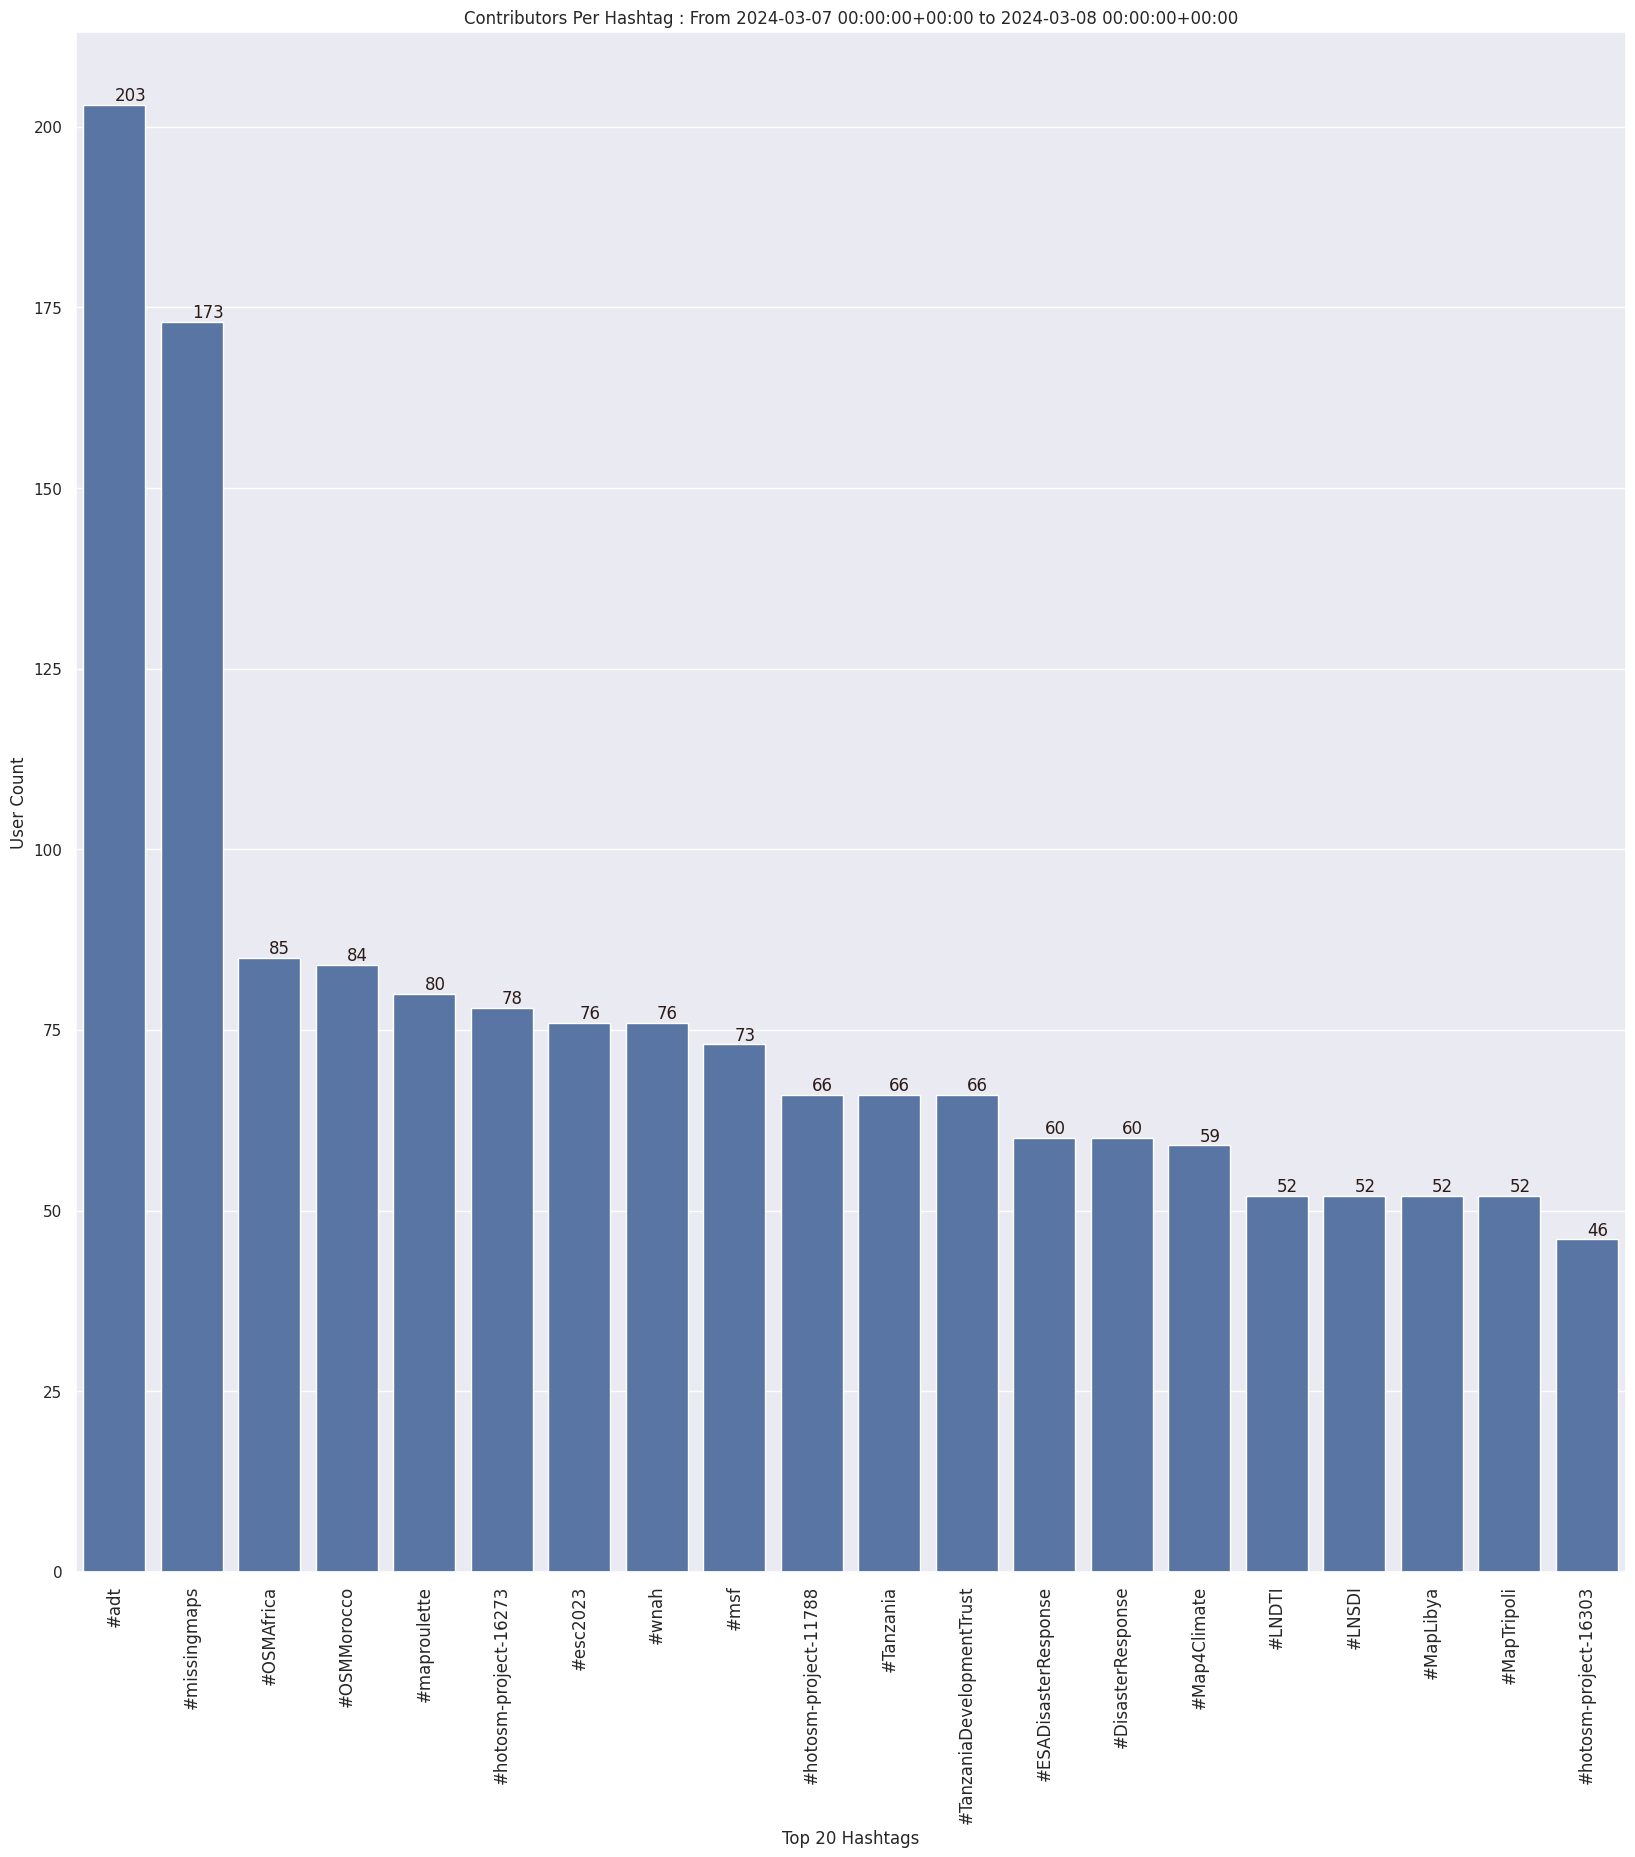 Contributors Per Hashtag : From 2024-03-07 00:00:00+00:00 to 2024-03-08 00:00:00+00:00
User Count
200
175
150
125
100
75
50
25
0
203
173
85
84
80
78
76
76
73
66
66
66
60
60
59
52
52
52
52
46
#adt
#missingmaps
#OSMAfrica
#OSMMorocco
#maproulette
#hotosm-project-16273
#esc2023
#wnah
#msf
#hotosm-project-11788
#Tanzania
#TanzaniaDevelopmentTrust
#ESADisasterResponse
#DisasterResponse
#Map4Climate
#LNDTI
#LNSDI
#MapLibya
#MapTripoli
#hotosm-project-16303
Top 20 Hashtags